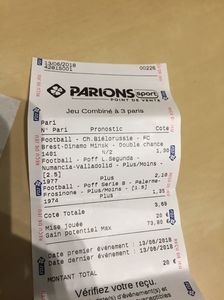 13/06/2018
42815001 00226
PARIONS sport
POINT DE VENTE
Jeu Combiné à 3 paris
Pari
N° Pari Pronostic Cote
Football - Ch.Biélorussie - FC
Brest-Dinamo Minsk - Double chance
1401 N/2 1,90
Football - Poff L.Segunda -
Numancia-Valladolid - Plus/Moins -
[2.5]
1977 Plus 2,10
Football - Poff Serie B - Palerme-
Frosinone - Plus/Moins - [1.5]
1974 Plus 1,35
Cote Totale 3,69
Mise jouée 20 €
Gain potentiel Max 73,80 €
Date premier événement : 13/06/2018
Date dernier événement : 13/06/2018
MONTANT TOTAL 20 €
Vérifiez votre reçu.